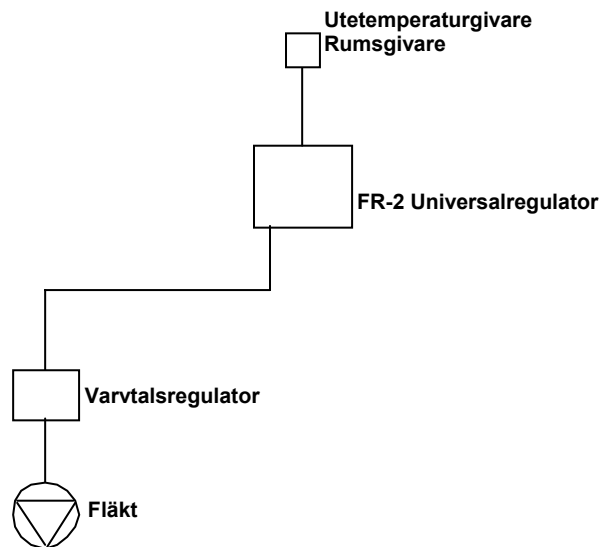 Utetemperaturgivare
Rumsgivare
FR-2 Universalregulator
Varvtalsregulator
Fläkt